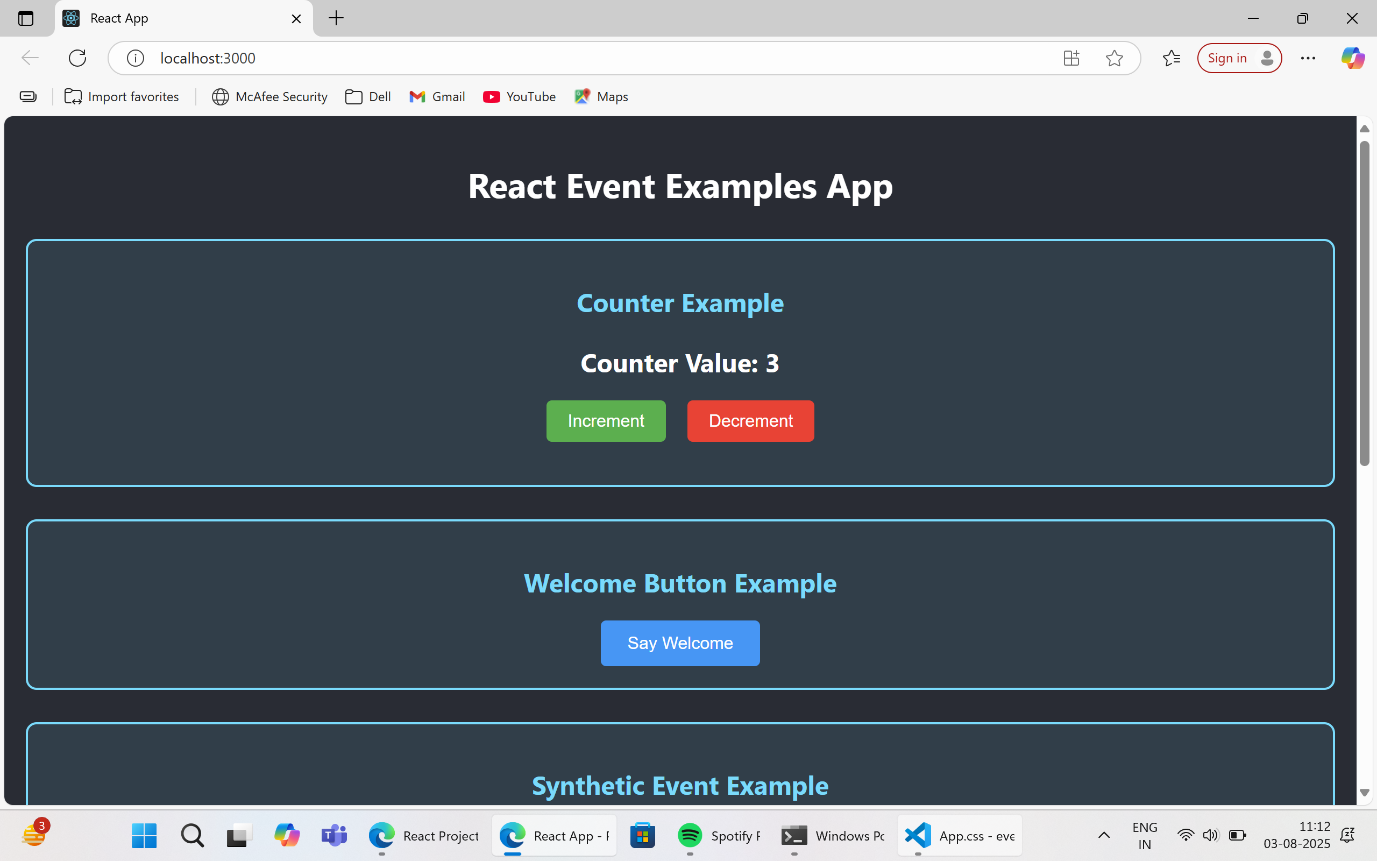 React App
localhost:3000
Sign in
Import favorites
McAfee Security
Dell
Gmail
YouTube
Maps
React Event Examples App
Counter Example
Counter Value: 3
Increment
Decrement
Welcome Button Example
Say Welcome
Synthetic Event Example
3
React Project
React App - F
Spotify F
Windows Po
App.css - eve
ENG
IN
11:12
03-08-2025